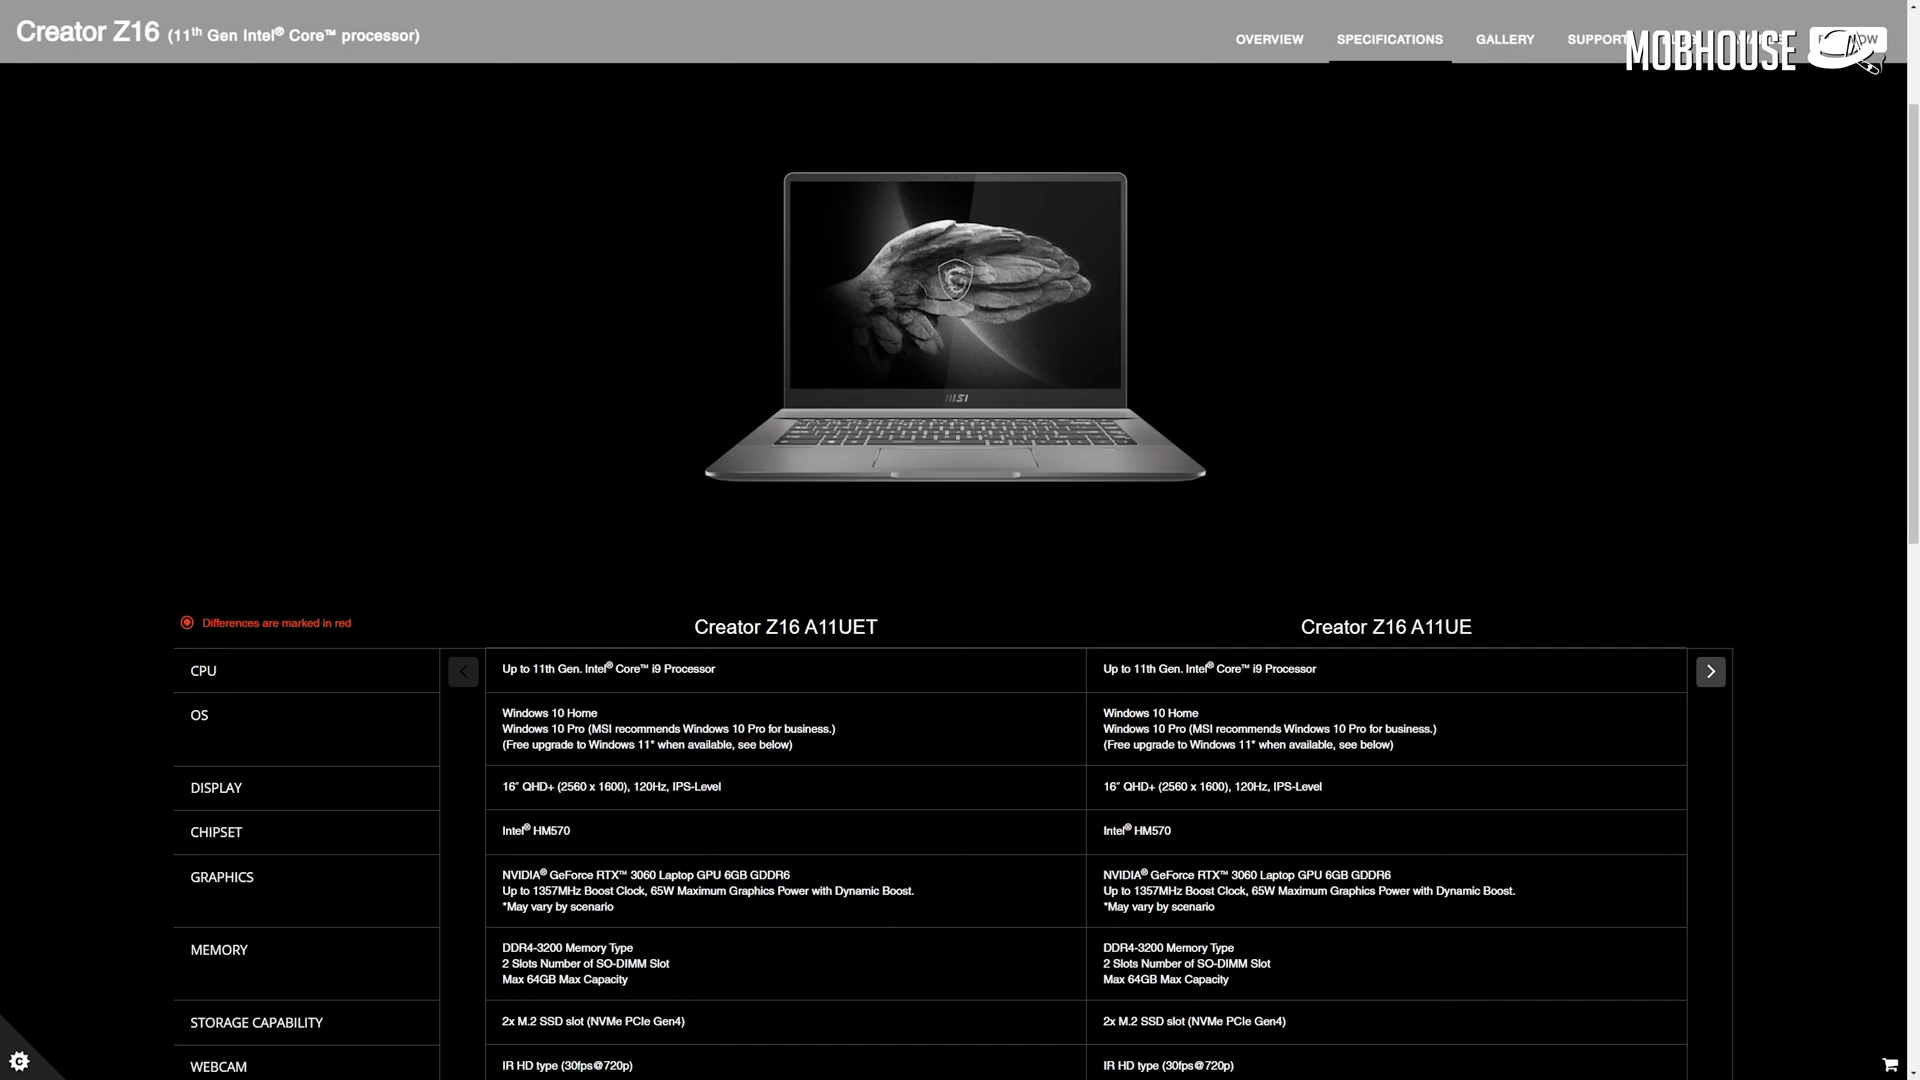 Creator Z16 (11th Gen Intel® Core™ processor)
OVERVIEW SPECIFICATIONS GALLERY SUPPORT
MOBHOUSE
msi
Differences are marked in red
Creator Z16 A11UET
Creator Z16 A11UE
CPU
Up to 11th Gen. Intel® Core™ i9 Processor
Up to 11th Gen. Intel® Core™ i9 Processor
OS
Windows 10 Home
Windows 10 Pro (MSI recommends Windows 10 Pro for business.)
(Free upgrade to Windows 11* when available, see below)
Windows 10 Home
Windows 10 Pro (MSI recommends Windows 10 Pro for business.)
(Free upgrade to Windows 11* when available, see below)
DISPLAY
16" QHD+ (2560 x 1600), 120Hz, IPS-Level
16" QHD+ (2560 x 1600), 120Hz, IPS-Level
CHIPSET
Intel® HM570
Intel® HM570
GRAPHICS
NVIDIA® GeForce RTX™ 3060 Laptop GPU 6GB GDDR6
Up to 1357MHz Boost Clock, 65W Maximum Graphics Power with Dynamic Boost.
*May vary by scenario
NVIDIA® GeForce RTX™ 3060 Laptop GPU 6GB GDDR6
Up to 1357MHz Boost Clock, 65W Maximum Graphics Power with Dynamic Boost.
*May vary by scenario
MEMORY
DDR4-3200 Memory Type
2 Slots Number of SO-DIMM Slot
Max 64GB Max Capacity
DDR4-3200 Memory Type
2 Slots Number of SO-DIMM Slot
Max 64GB Max Capacity
STORAGE CAPABILITY
2x M.2 SSD slot (NVMe PCIe Gen4)
2x M.2 SSD slot (NVMe PCIe Gen4)
WEBCAM
IR HD type (30fps@720p)
IR HD type (30fps@720p)